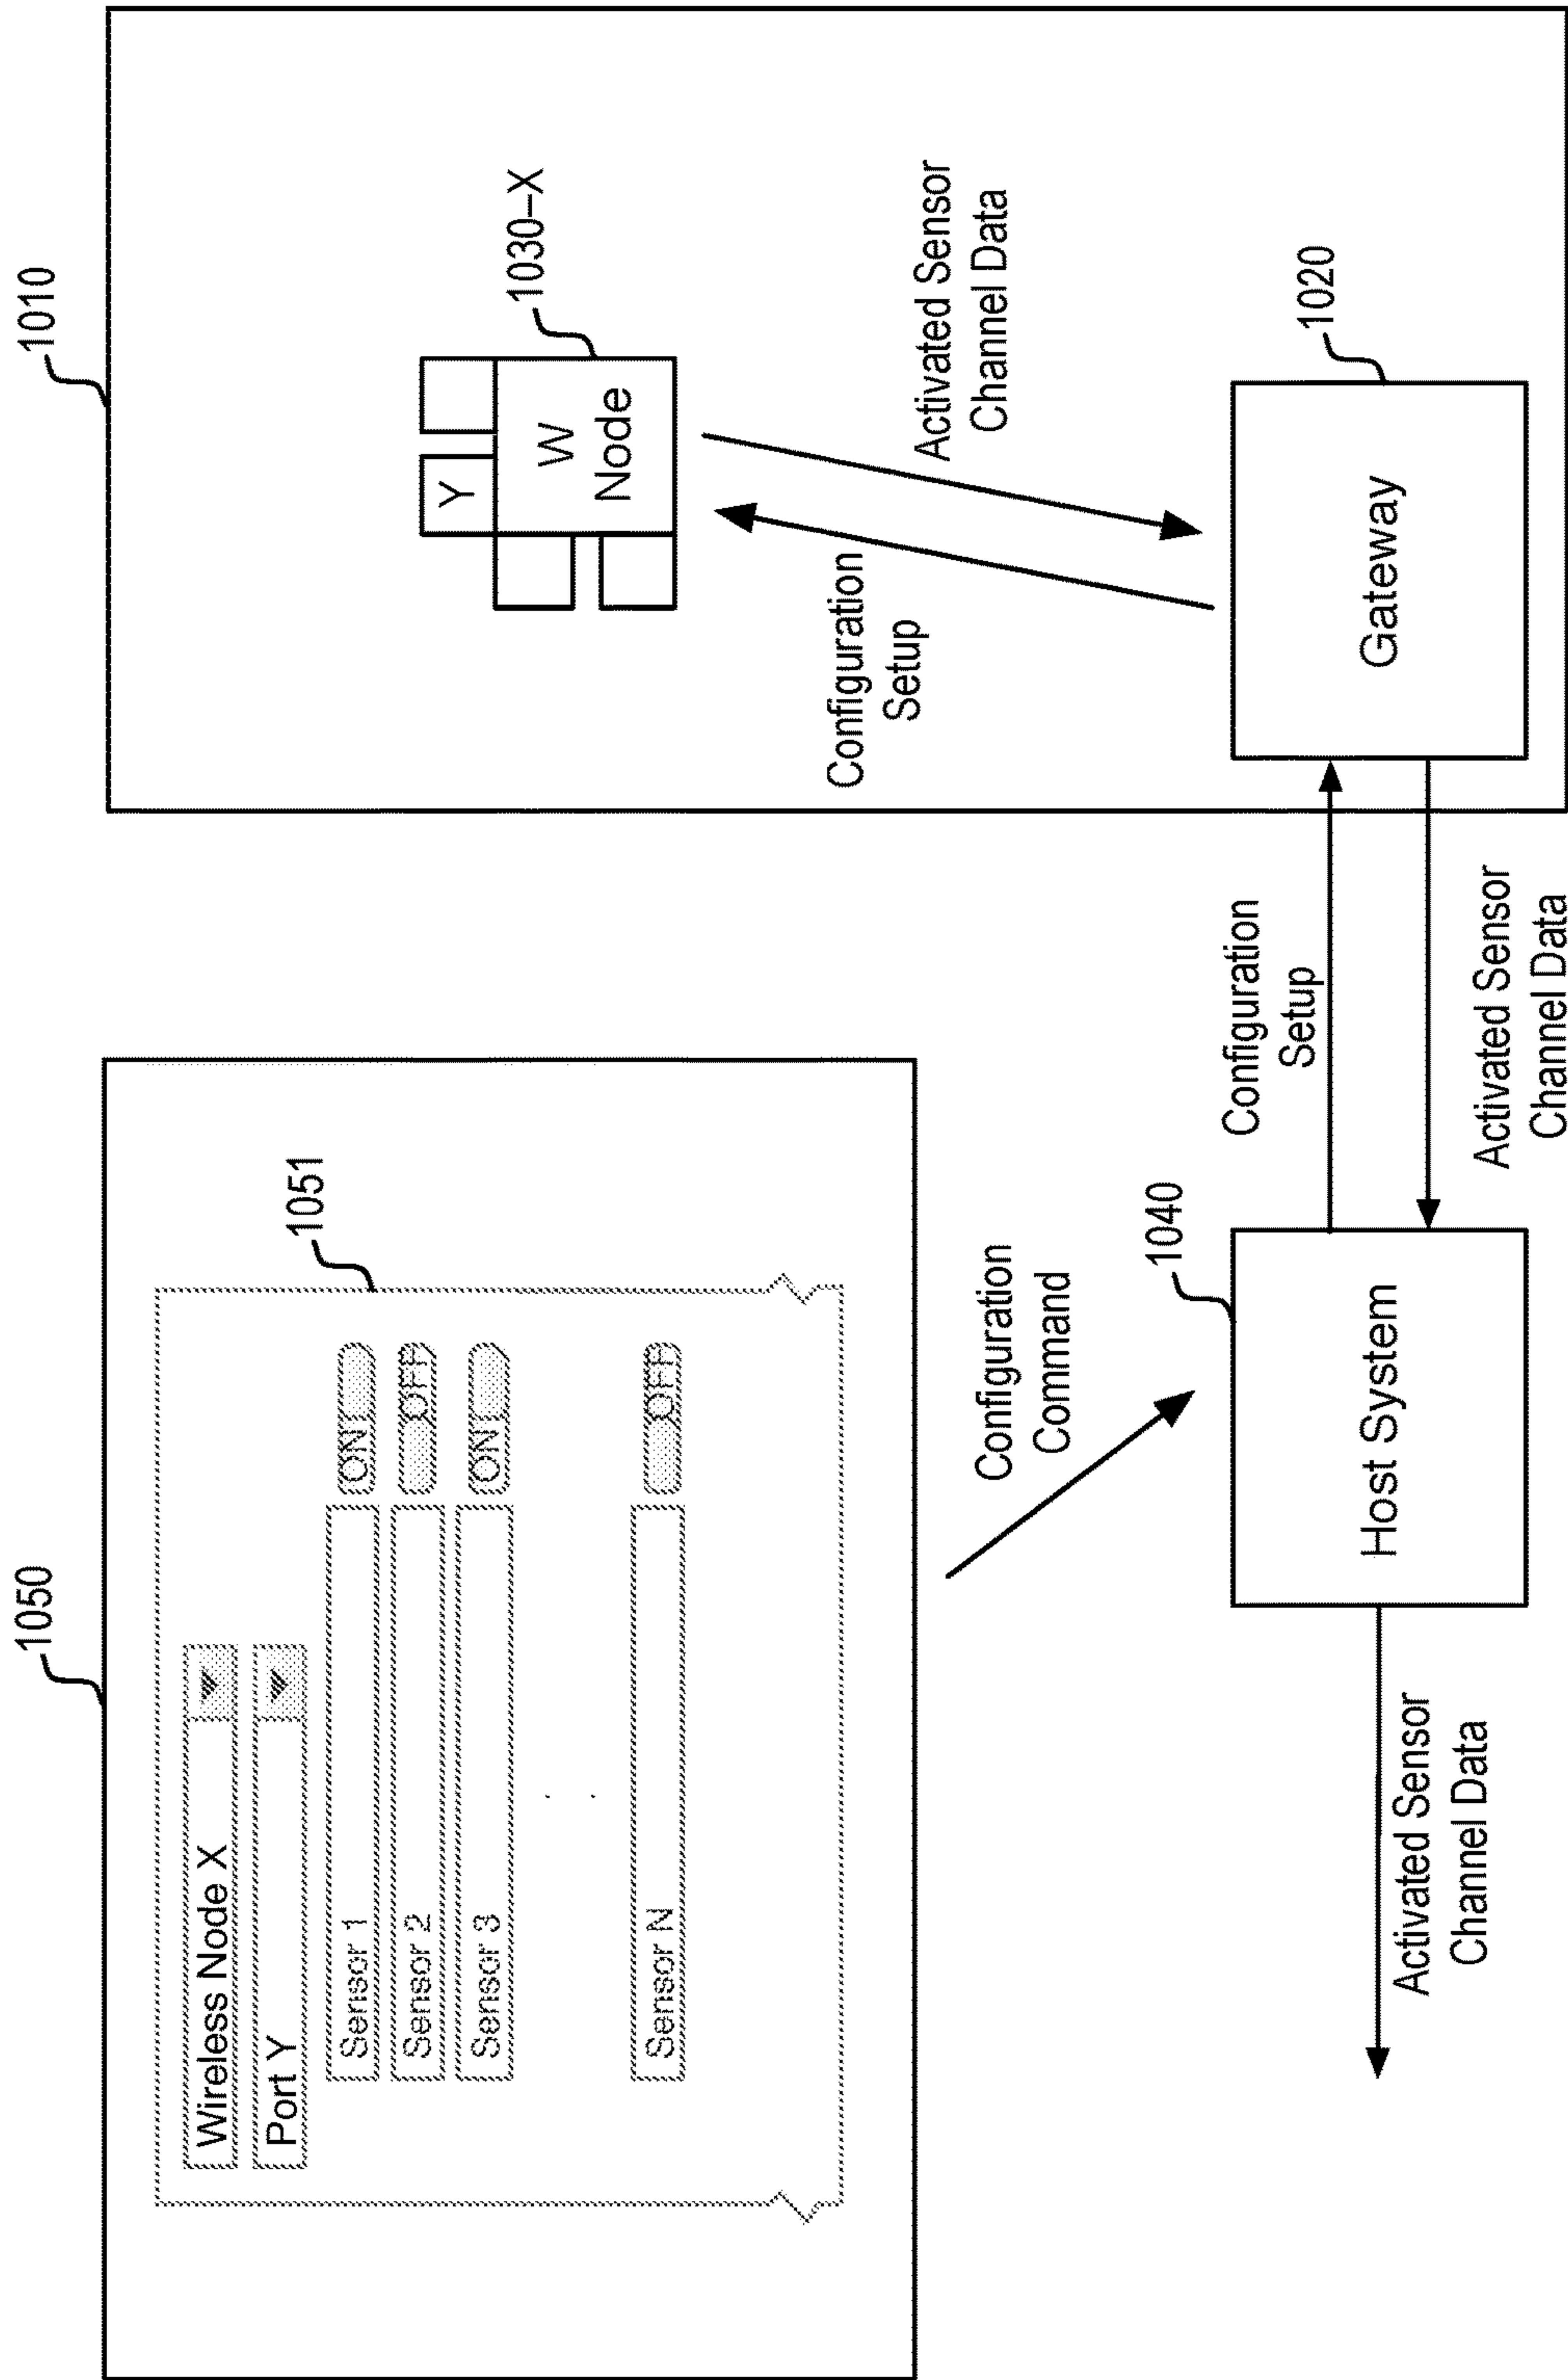 1050
1051
Wireless Node X
Port Y
Sensor 1
ON
Sensor 2
OFF
Sensor 3
ON
Sensor N
OFF
Configuration
Command
1040
Host System
Activated Sensor
Channel Data
Configuration
Setup
Activated Sensor
Channel Data
1010
1030–X
Y
W
Node
Configuration
Setup
Activated Sensor
Channel Data
1020
Gateway